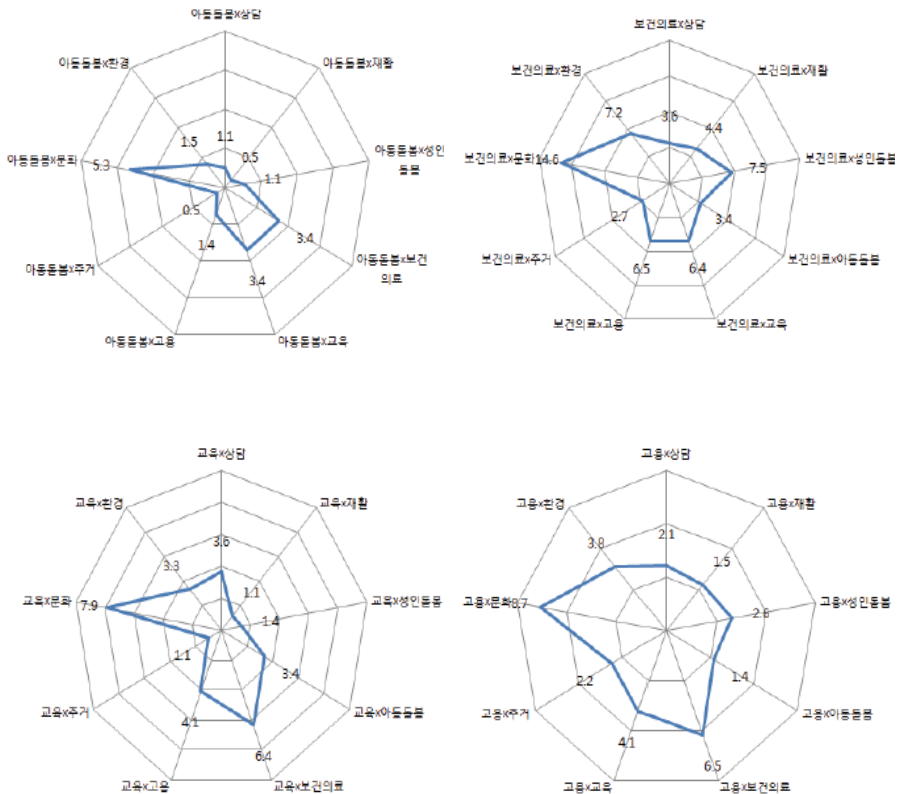 아동돌봄x상담
아동돌봄x환경
아동돌봄x재활
1.1
1.5
0.5
아동돌봄x문화
5.3
1.1
아동돌봄x성인
돌봄
0.5
3.4
아동돌봄x주거
1.4
3.4
아동돌봄x보건
의료
아동돌봄x고용
아동돌봄x교육
보건의료x상담
보건의료x환경
보건의료x재활
7.2
3.6
4.4
보건의료x문화
14.6
7.5
보건의료x성인돌봄
2.7
3.4
보건의료x주거
보건의료x아동돌봄
6.5
6.4
보건의료x고용
보건의료x교육
교육x상담
교육x환경
교육x재활
3.6
3.3
1.1
교육x문화
7.9
1.4
교육x성인돌봄
1.1
3.4
교육x주거
교육x아동돌봄
4.1
6.4
교육x고용
교육x보건의료
고용x상담
고용x환경
고용x재활
2.1
3.8
1.5
고용x문화
8.7
2.6
고용x성인돌봄
2.2
1.4
고용x주거
고용x아동돌봄
4.1
6.5
고용x교육
고용x보건의료